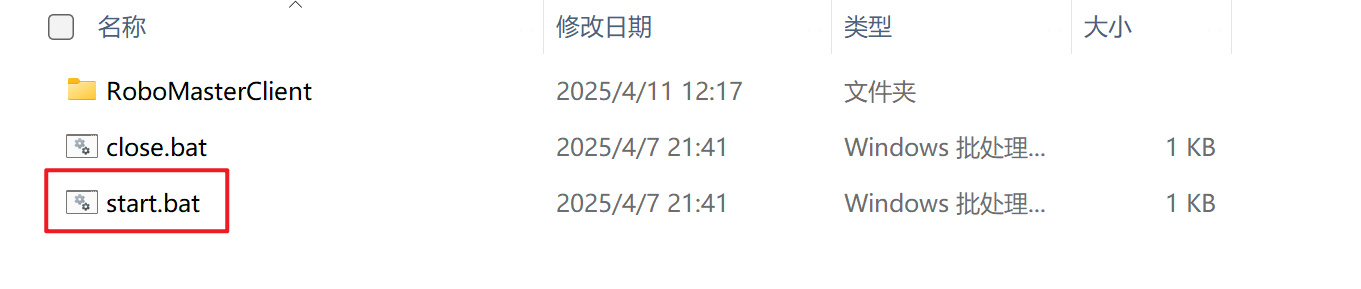 名称 修改日期 类型 大小
RoboMasterClient 2025/4/11 12:17 文件夹
close.bat 2025/4/7 21:41 Windows 批处理... 1 KB
start.bat 2025/4/7 21:41 Windows 批处理... 1 KB